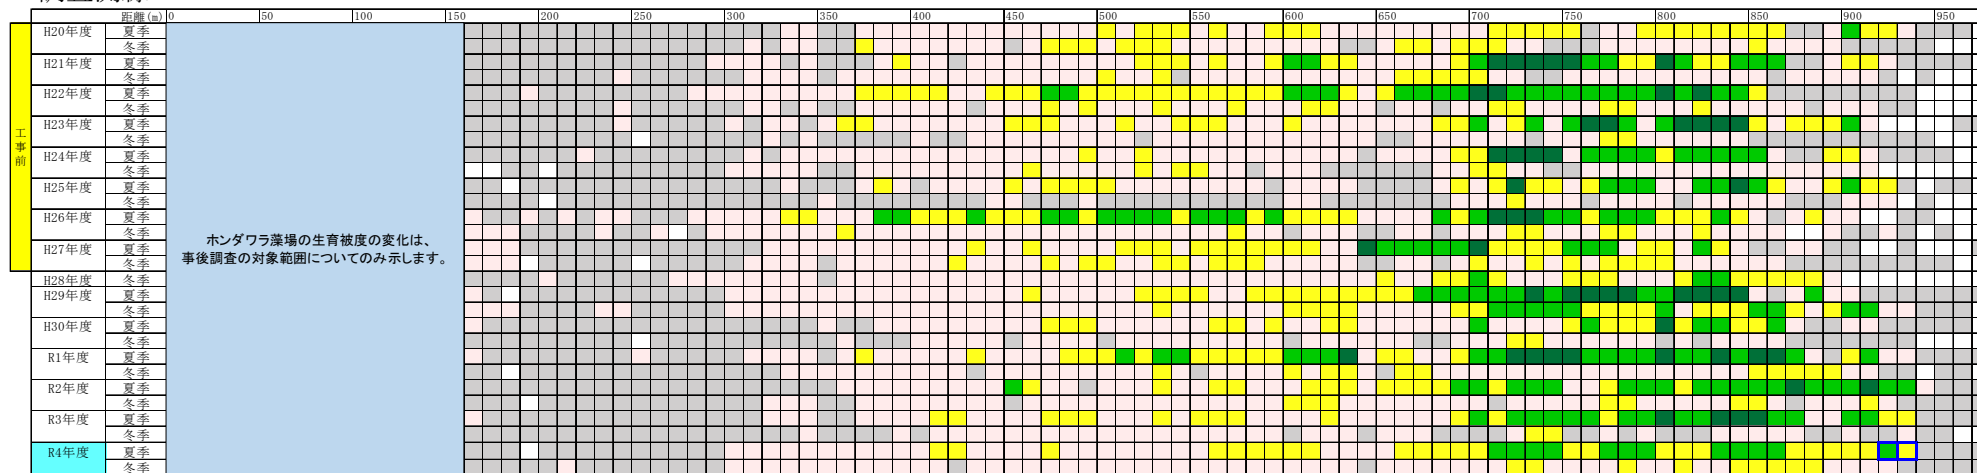 距離(m) 0 50 100 150 200 250 300 350 400 450 500 550 600 650 700 750 800 850 900 950
工事前
H20年度 夏季
冬季
H21年度 夏季
冬季
H22年度 夏季
冬季
H23年度 夏季
冬季
H24年度 夏季
冬季
H25年度 夏季
冬季
H26年度 夏季
冬季
H27年度 夏季
冬季
H28年度 冬季
H29年度 夏季
冬季
H30年度 夏季
冬季
R1年度 夏季
冬季
R2年度 夏季
冬季
R3年度 夏季
冬季
R4年度 夏季
冬季
ホンダワラ藻場の生育被度の変化は、
事後調査の対象範囲についてのみ示します。